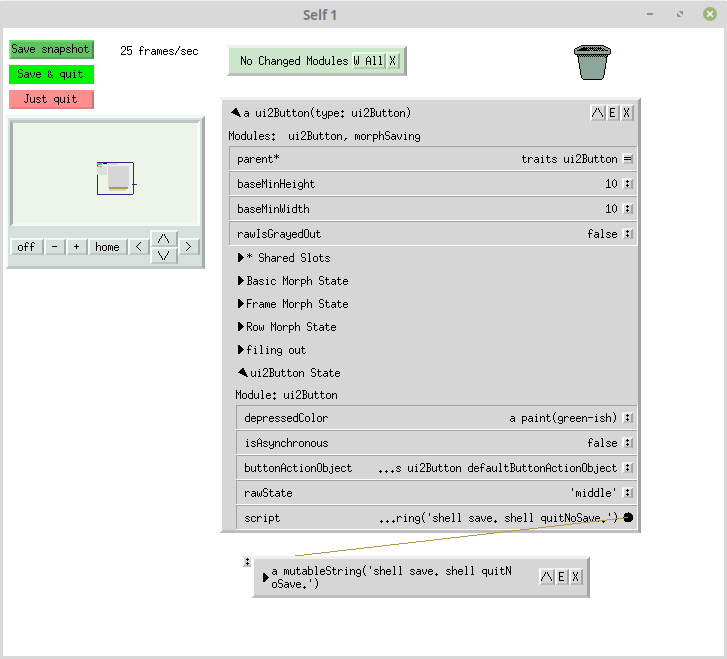 Self 1
Save snapshot
25 frames/sec
No Changed Modules W All X
Save & quit
Just quit
a ui2Button(type: ui2Button) /\ E X
Modules: ui2Button, morphSaving
parent* traits ui2Button =
baseMinHeight 10 :
baseMinWidth 10 :
rawIsGrayedOut false :
* Shared Slots
Basic Morph State
Frame Morph State
Row Morph State
filing out
ui2Button State
Module: ui2Button
depressedColor a paint(green-ish) :
isAsynchronous false :
buttonActionObject ...s ui2Button defaultButtonActionObject :
rawState 'middle' :
script ...ring('shell save. shell quitNoSave.')
off - + home < /\ \/ >
a mutableString('shell save. shell quitN
oSave.') /\ E X